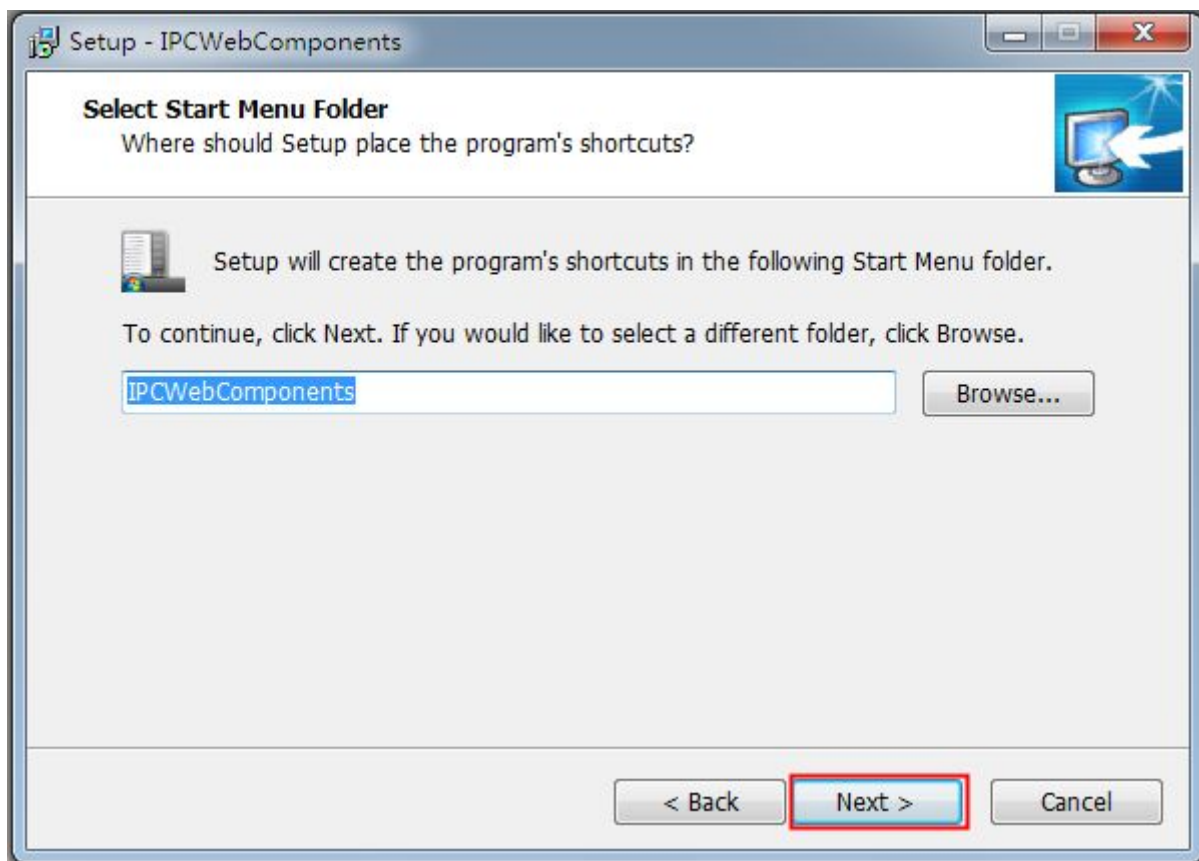 Setup - IPCWebComponents
Select Start Menu Folder
Where should Setup place the program's shortcuts?
Setup will create the program's shortcuts in the following Start Menu folder.
To continue, click Next. If you would like to select a different folder, click Browse.
IPCWebComponents
Browse...
< Back
Next >
Cancel